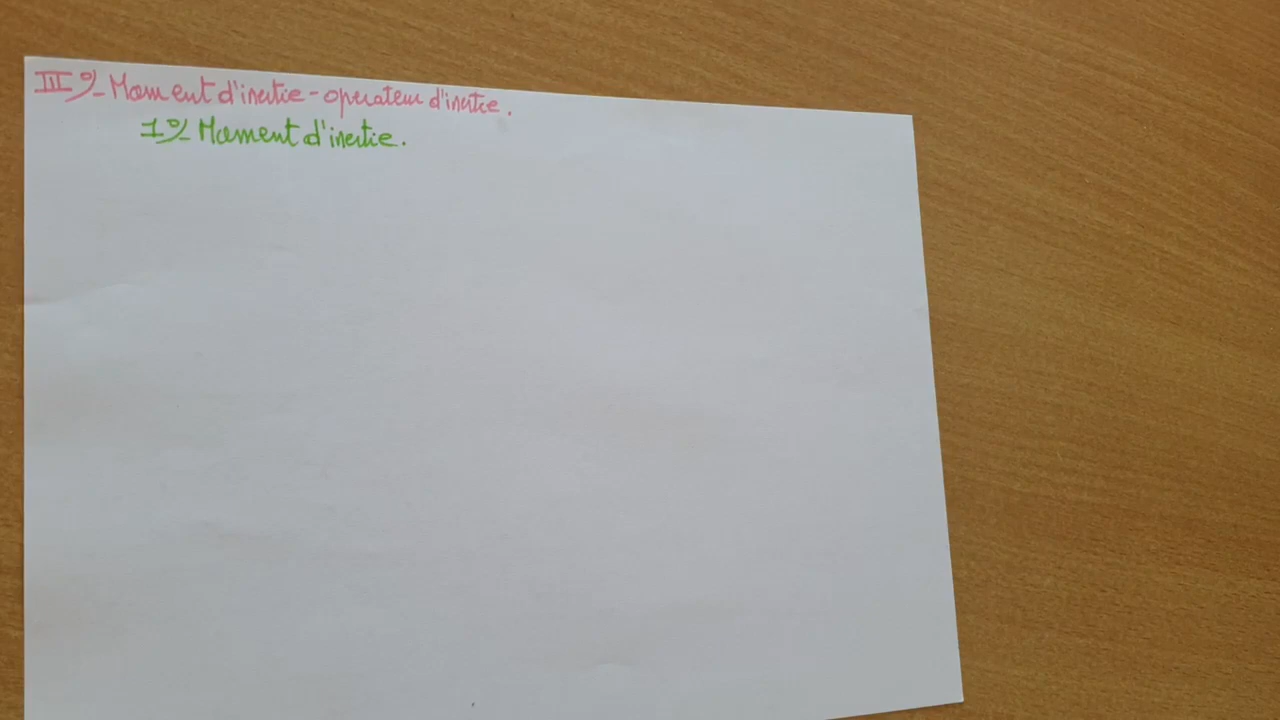 III°/- Moment d'inertie - operateur d'inertie.
1°/- Moment d'inertie.